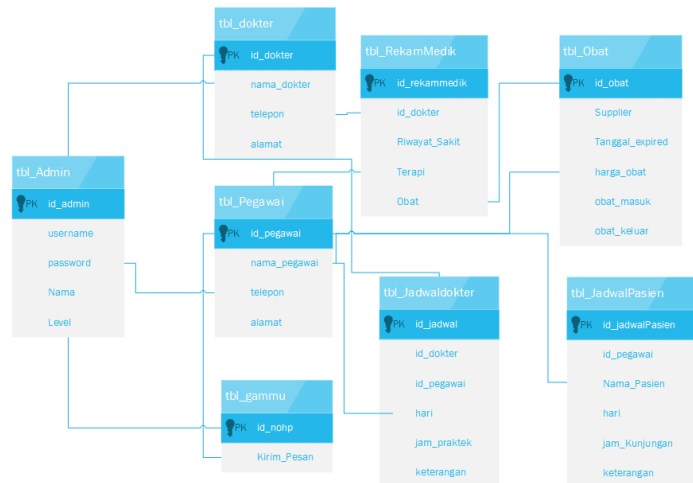 tbl_dokter
PK id_dokter
nama_dokter
telepon
alamat
tbl_RekamMedik
PK id_rekammedik
id_dokter
Riwayat_Sakit
Terapi
Obat
tbl_Obat
PK id_obat
Supplier
Tanggal_expired
harga_obat
obat_masuk
obat_keluar
tbl_Admin
PK id_admin
username
password
Nama
Level
tbl_Pegawai
PK id_pegawai
nama_pegawai
telepon
alamat
tbl_Jadwaldokter
PK id_jadwal
id_dokter
id_pegawai
hari
jam_praktek
keterangan
tbl_JadwalPasien
PK id_jadwalPasien
id_pegawai
Nama_Pasien
hari
jam_Kunjungan
keterangan
tbl_gammu
PK id_nohp
Kirim_Pesan